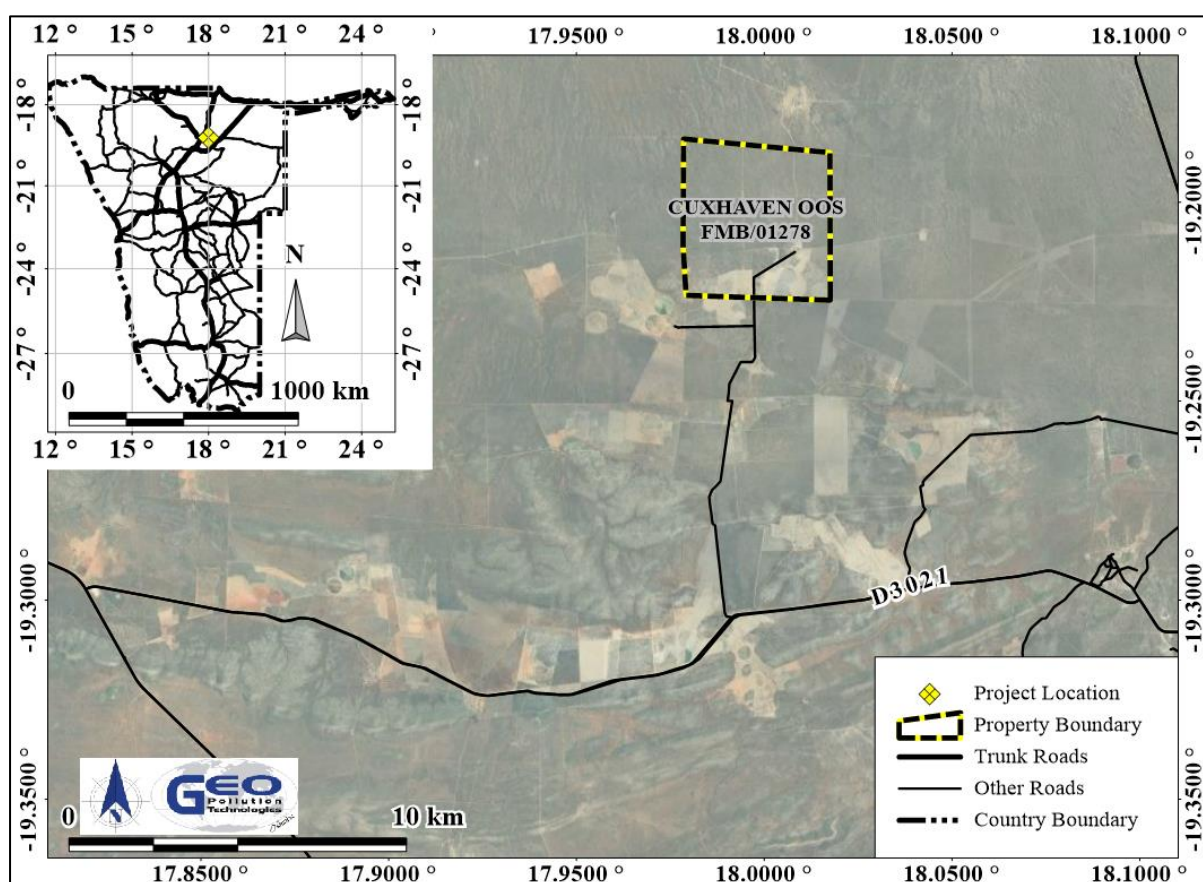 12 ° 15 ° 18 ° 21 ° 24 °
17.9500 ° 18.0000 ° 18.0500 ° 18.1000 °
-18°
-21°
-24°
-27°
-18°
-21°
-24°
-27°
N
0 1000 km
12 ° 15 ° 18 ° 21 ° 24 °
CUXHAVEN OOS
FMB/01278
-19.2000 °
-19.2500 °
-19.3000 °
-19.3000 °
D3021
Project Location
Property Boundary
Trunk Roads
Other Roads
Country Boundary
GEO
Pollution
Technologies
0 10 km
-19.3500 °
-19.3500 °
17.8500 ° 17.9000 ° 17.9500 ° 18.0000 ° 18.0500 ° 18.1000 °